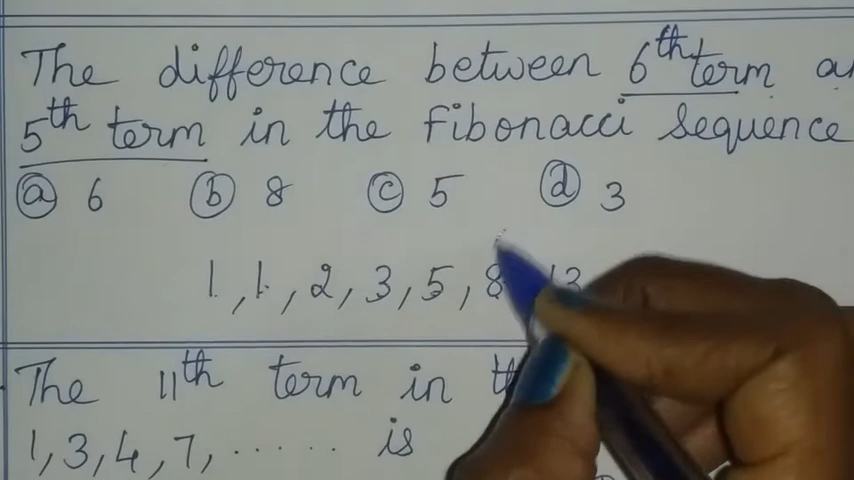 The difference between 6th term
5th term in the fibonacci sequence
(a) 6 (b) 8 (c) 5 (d) 3
1, 1, 2, 3, 5, 8 13
The 11th term in
1, 3, 4, 7, ...... is